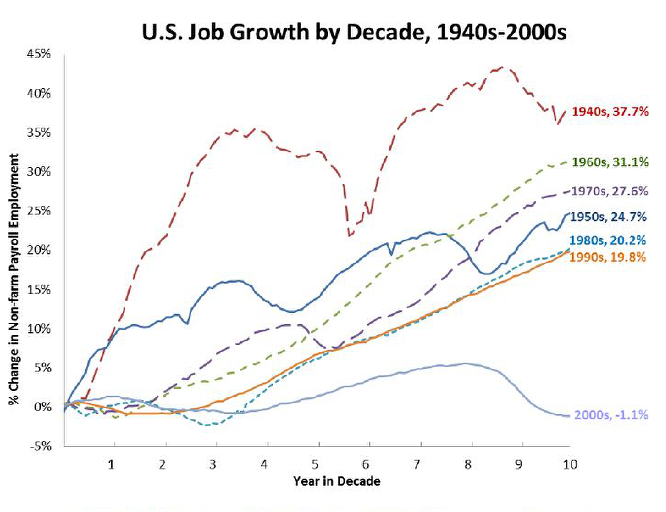 U.S. Job Growth by Decade, 1940s-2000s
% Change in Non-farm Payroll Employment
45%
40%
35%
30%
25%
20%
15%
10%
5%
0%
-5%
1940s, 37.7%
1960s, 31.1%
1970s, 27.6%
1950s, 24.7%
1980s, 20.2%
1990s, 19.8%
2000s, -1.1%
1 2 3 4 5 6 7 8 9 10
Year in Decade